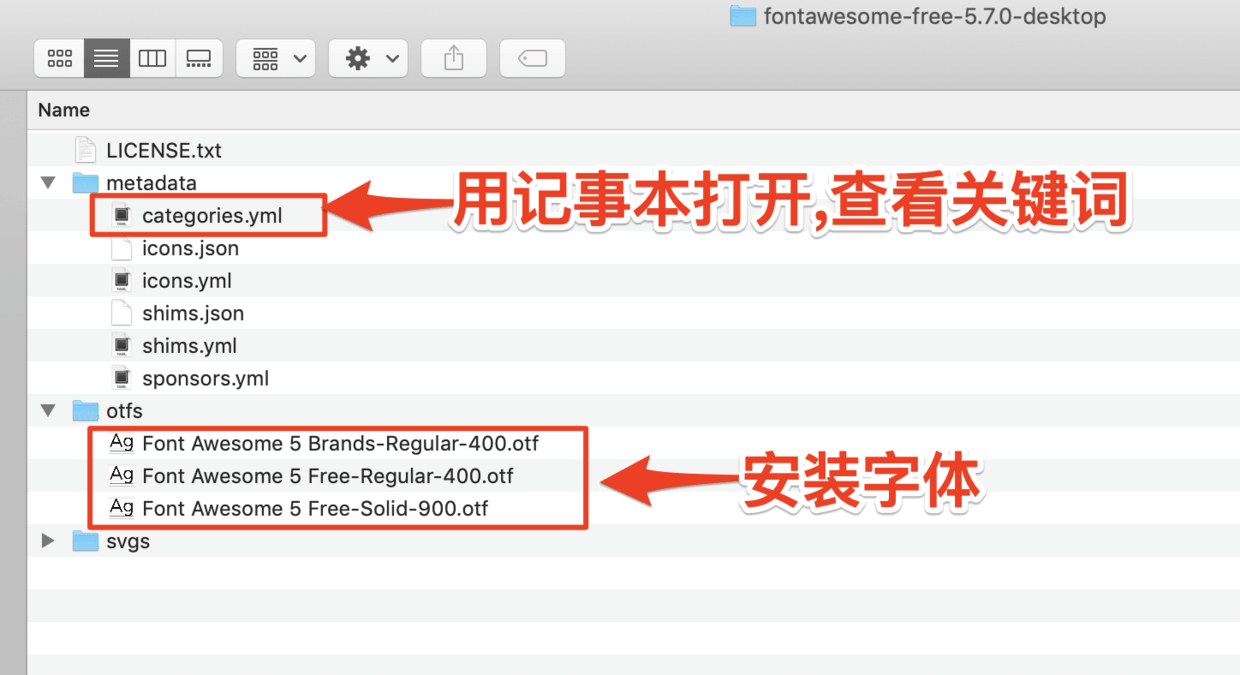 fontawesome-free-5.7.0-desktop
Name
LICENSE.txt
metadata
categories.yml
用记事本打开,查看关键词
icons.json
icons.yml
shims.json
shims.yml
sponsors.yml
otfs
Ag Font Awesome 5 Brands-Regular-400.otf
Ag Font Awesome 5 Free-Regular-400.otf
安装字体
Ag Font Awesome 5 Free-Solid-900.otf
svgs